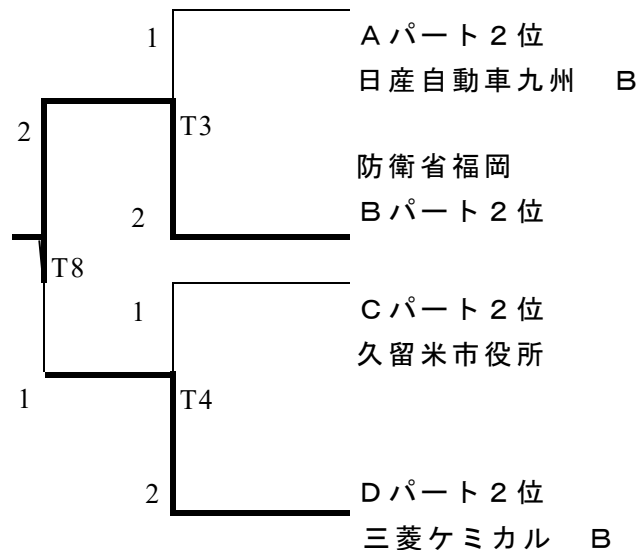 1
Aパート2位
日産自動車九州 B
2
T3
防衛省福岡
2
Bパート2位
T8
1
Cパート2位
久留米市役所
1
T4
2
Dパート2位
三菱ケミカル B